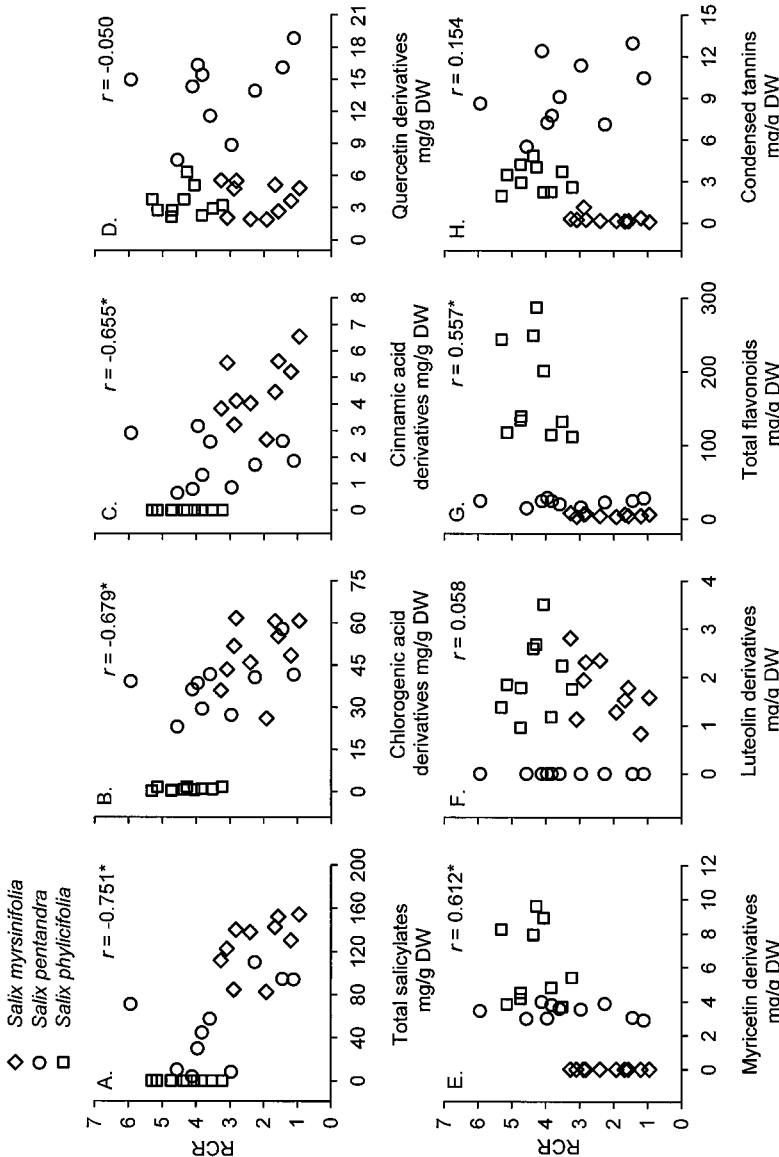 Salix myrsinifolia
Salix pentandra
Salix phylicifolia
A.
r = -0.751*
7
6
5
4
3
2
1
0
RCR
0 40 80 120 160 200
Total salicylates
mg/g DW
B.
r = -0.679*
0 15 30 45 60 75
Chlorogenic acid
derivatives mg/g DW
C.
r = -0.655*
0 1 2 3 4 5 6 7 8
Cinnamic acid
derivatives mg/g DW
D.
r = -0.050
0 3 6 9 12 15 18 21
Quercetin derivatives
mg/g DW
E.
r = 0.612*
7
6
5
4
3
2
1
0
RCR
0 2 4 6 8 10 12
Myricetin derivatives
mg/g DW
F.
r = 0.058
0 1 2 3 4
Luteolin derivatives
mg/g DW
G.
r = 0.557*
0 100 200 300
Total flavonoids
mg/g DW
H.
r = 0.154
0 3 6 9 12 15
Condensed tannins
mg/g DW